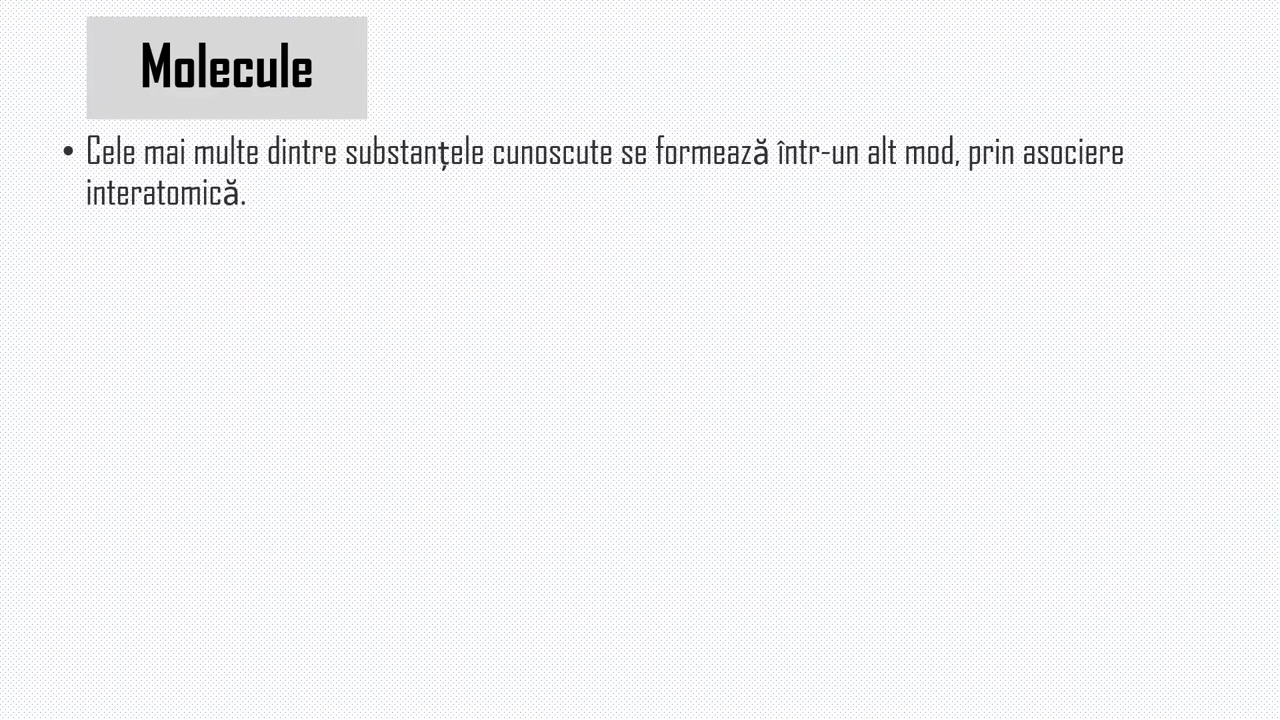 Molecule
• Cele mai multe dintre substanțele cunoscute se formează într-un alt mod, prin asociere
interatomică.